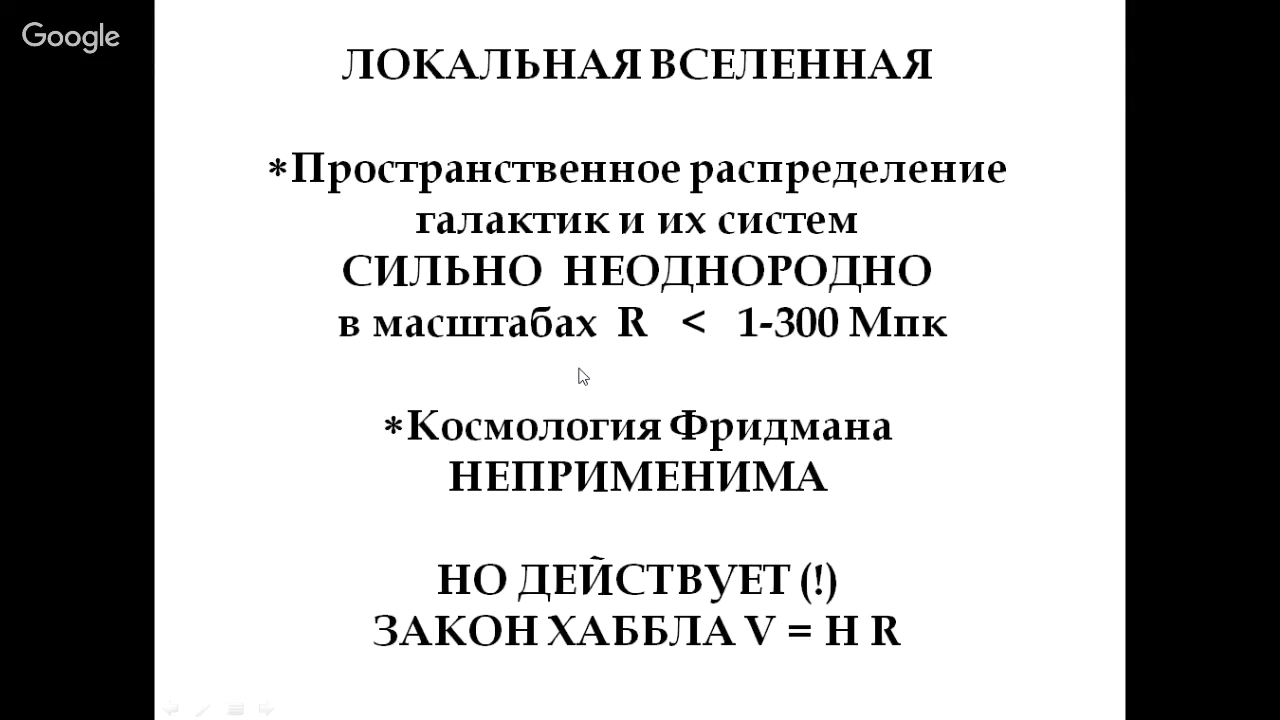 Google
ЛОКАЛЬНАЯ ВСЕЛЕННАЯ
*Пространственное распределение
галактик и их систем
СИЛЬНО НЕОДНОРОДНО
в масштабах R < 1-300 Мпк
*Космология Фридмана
НЕПРИМЕНИМА
НО ДЕЙСТВУЕТ (!)
ЗАКОН ХАББЛА V = H R